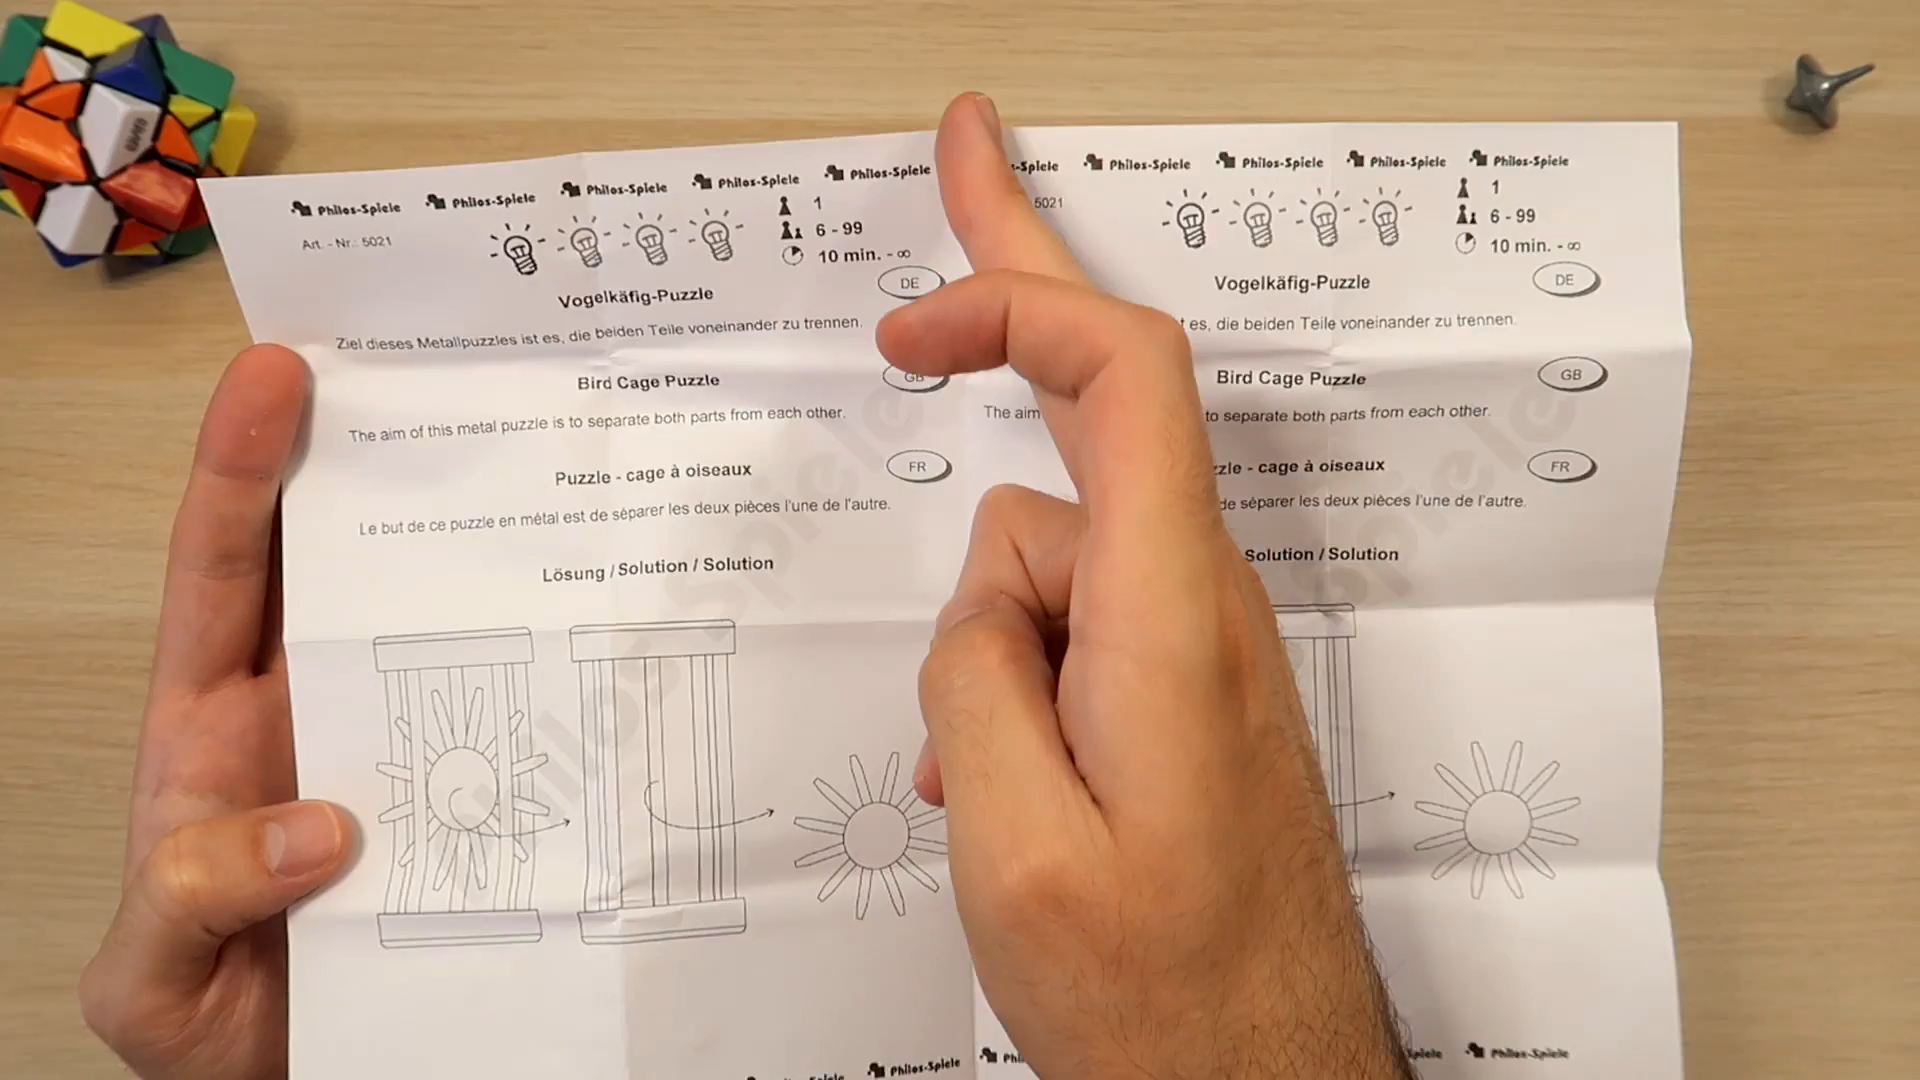 Philos-Spiele Philos-Spiele Philos-Spiele Philos-Spiele Philos-Spiele
Art. - Nr.: 5021
1
6 - 99
10 min. - ∞
DE
Vogelkäfig-Puzzle
Ziel dieses Metallpuzzles ist es, die beiden Teile voneinander zu trennen.
GB
Bird Cage Puzzle
The aim of this metal puzzle is to separate both parts from each other.
FR
Puzzle - cage à oiseaux
Le but de ce puzzle en métal est de séparer les deux pièces l'une de l'autre.
Lösung / Solution / Solution
Philos-Spiele
Philos-Spiele
-Spiele Philos-Spiele Philos-Spiele Philos-Spiele Philos-Spiele
5021
1
6 - 99
10 min. - ∞
DE
Vogelkäfig-Puzzle
t es, die beiden Teile voneinander zu trennen.
GB
Bird Cage Puzzle
The aim to separate both parts from each other.
FR
zle - cage à oiseaux
de séparer les deux pièces l'une de l'autre.
Solution / Solution
Spiele
Philos-Spiele